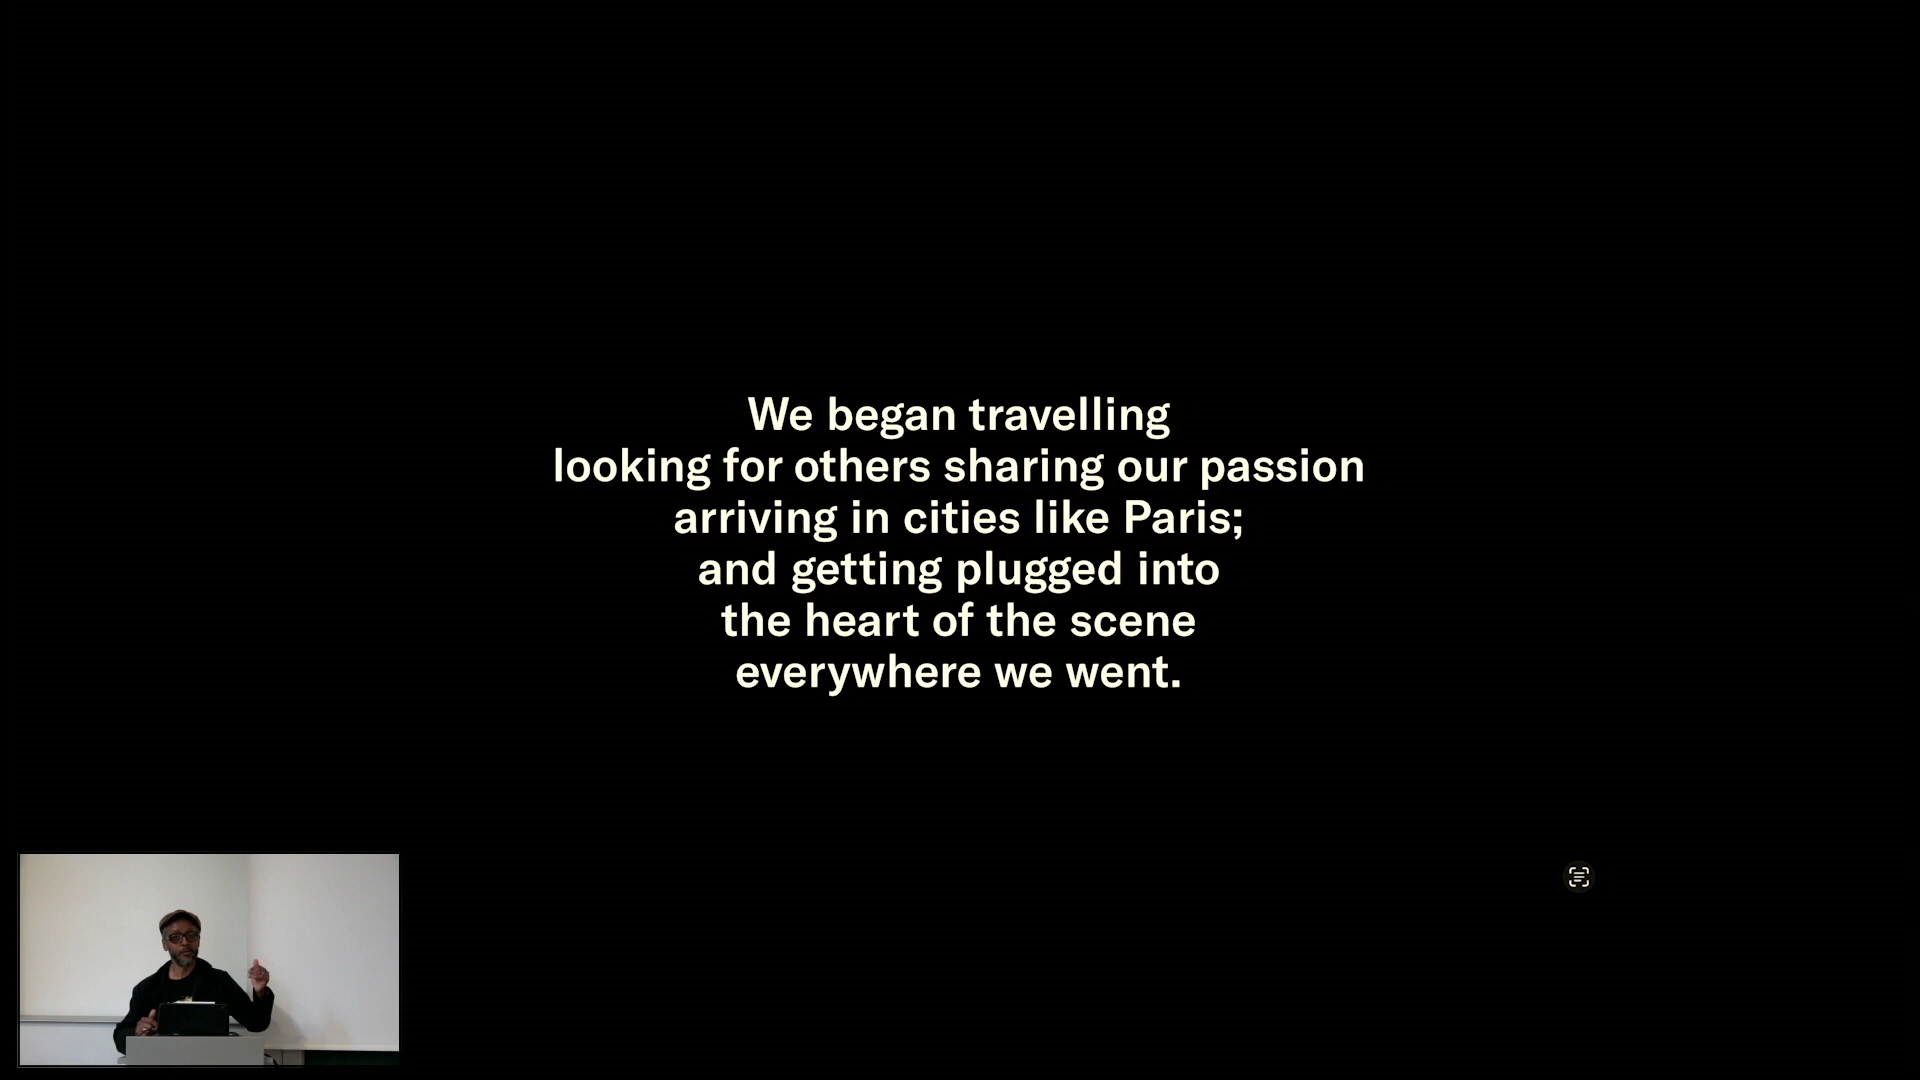 We began travelling
looking for others sharing our passion
arriving in cities like Paris;
and getting plugged into
the heart of the scene
everywhere we went.